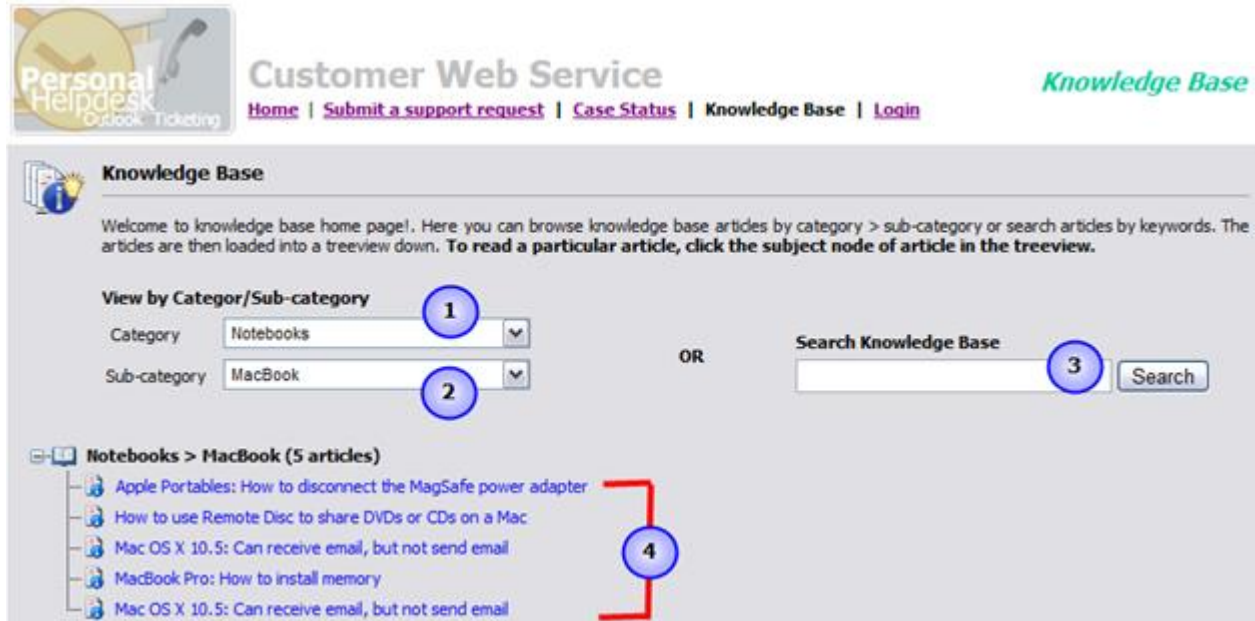 Personal
Helpdesk
Outlook Ticketing
Customer Web Service
Knowledge Base
Home | Submit a support request | Case Status | Knowledge Base | Login
Knowledge Base
Welcome to knowledge base home page!. Here you can browse knowledge base articles by category > sub-category or search articles by keywords. The
articles are then loaded into a treeview down. To read a particular article, click the subject node of article in the treeview.
View by Categor/Sub-category
1
Category Notebooks
Sub-category MacBook
2
OR
Search Knowledge Base
3
Search
Notebooks > MacBook (5 articles)
Apple Portables: How to disconnect the MagSafe power adapter
How to use Remote Disc to share DVDs or CDs on a Mac
Mac OS X 10.5: Can receive email, but not send email
4
MacBook Pro: How to install memory
Mac OS X 10.5: Can receive email, but not send email